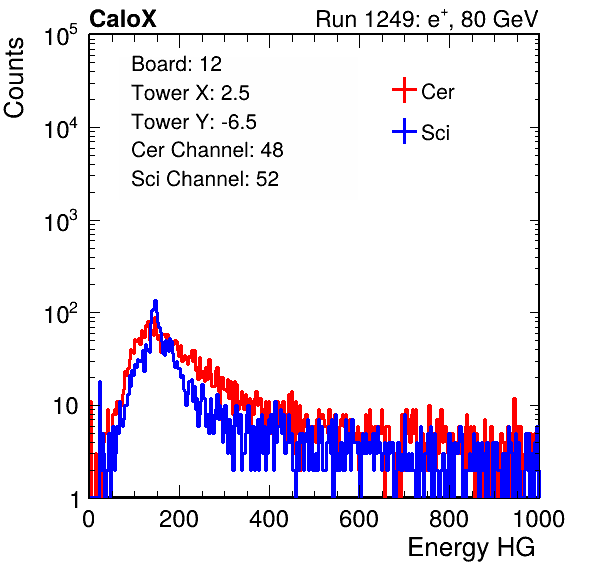 CaloX Run 1249: e⁺, 80 GeV
Counts
10⁵
10⁴
10³
10²
10
1
Board: 12
Tower X: 2.5
Tower Y: -6.5
Cer Channel: 48
Sci Channel: 52
Cer
Sci
0 200 400 600 800 1000
Energy HG